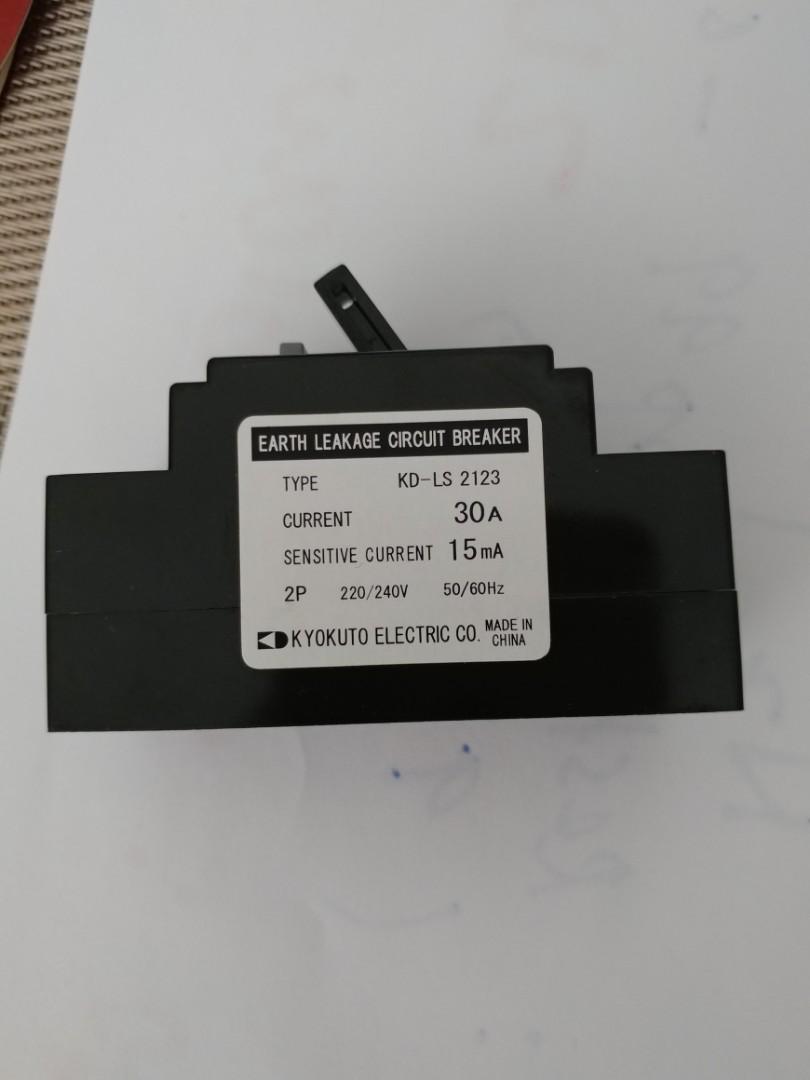 EARTH LEAKAGE CIRCUIT BREAKER
TYPE KD-LS 2123
CURRENT 30A
SENSITIVE CURRENT 15mA
2P 220/240V 50/60Hz
KD KYOKUTO ELECTRIC CO. MADE IN CHINA